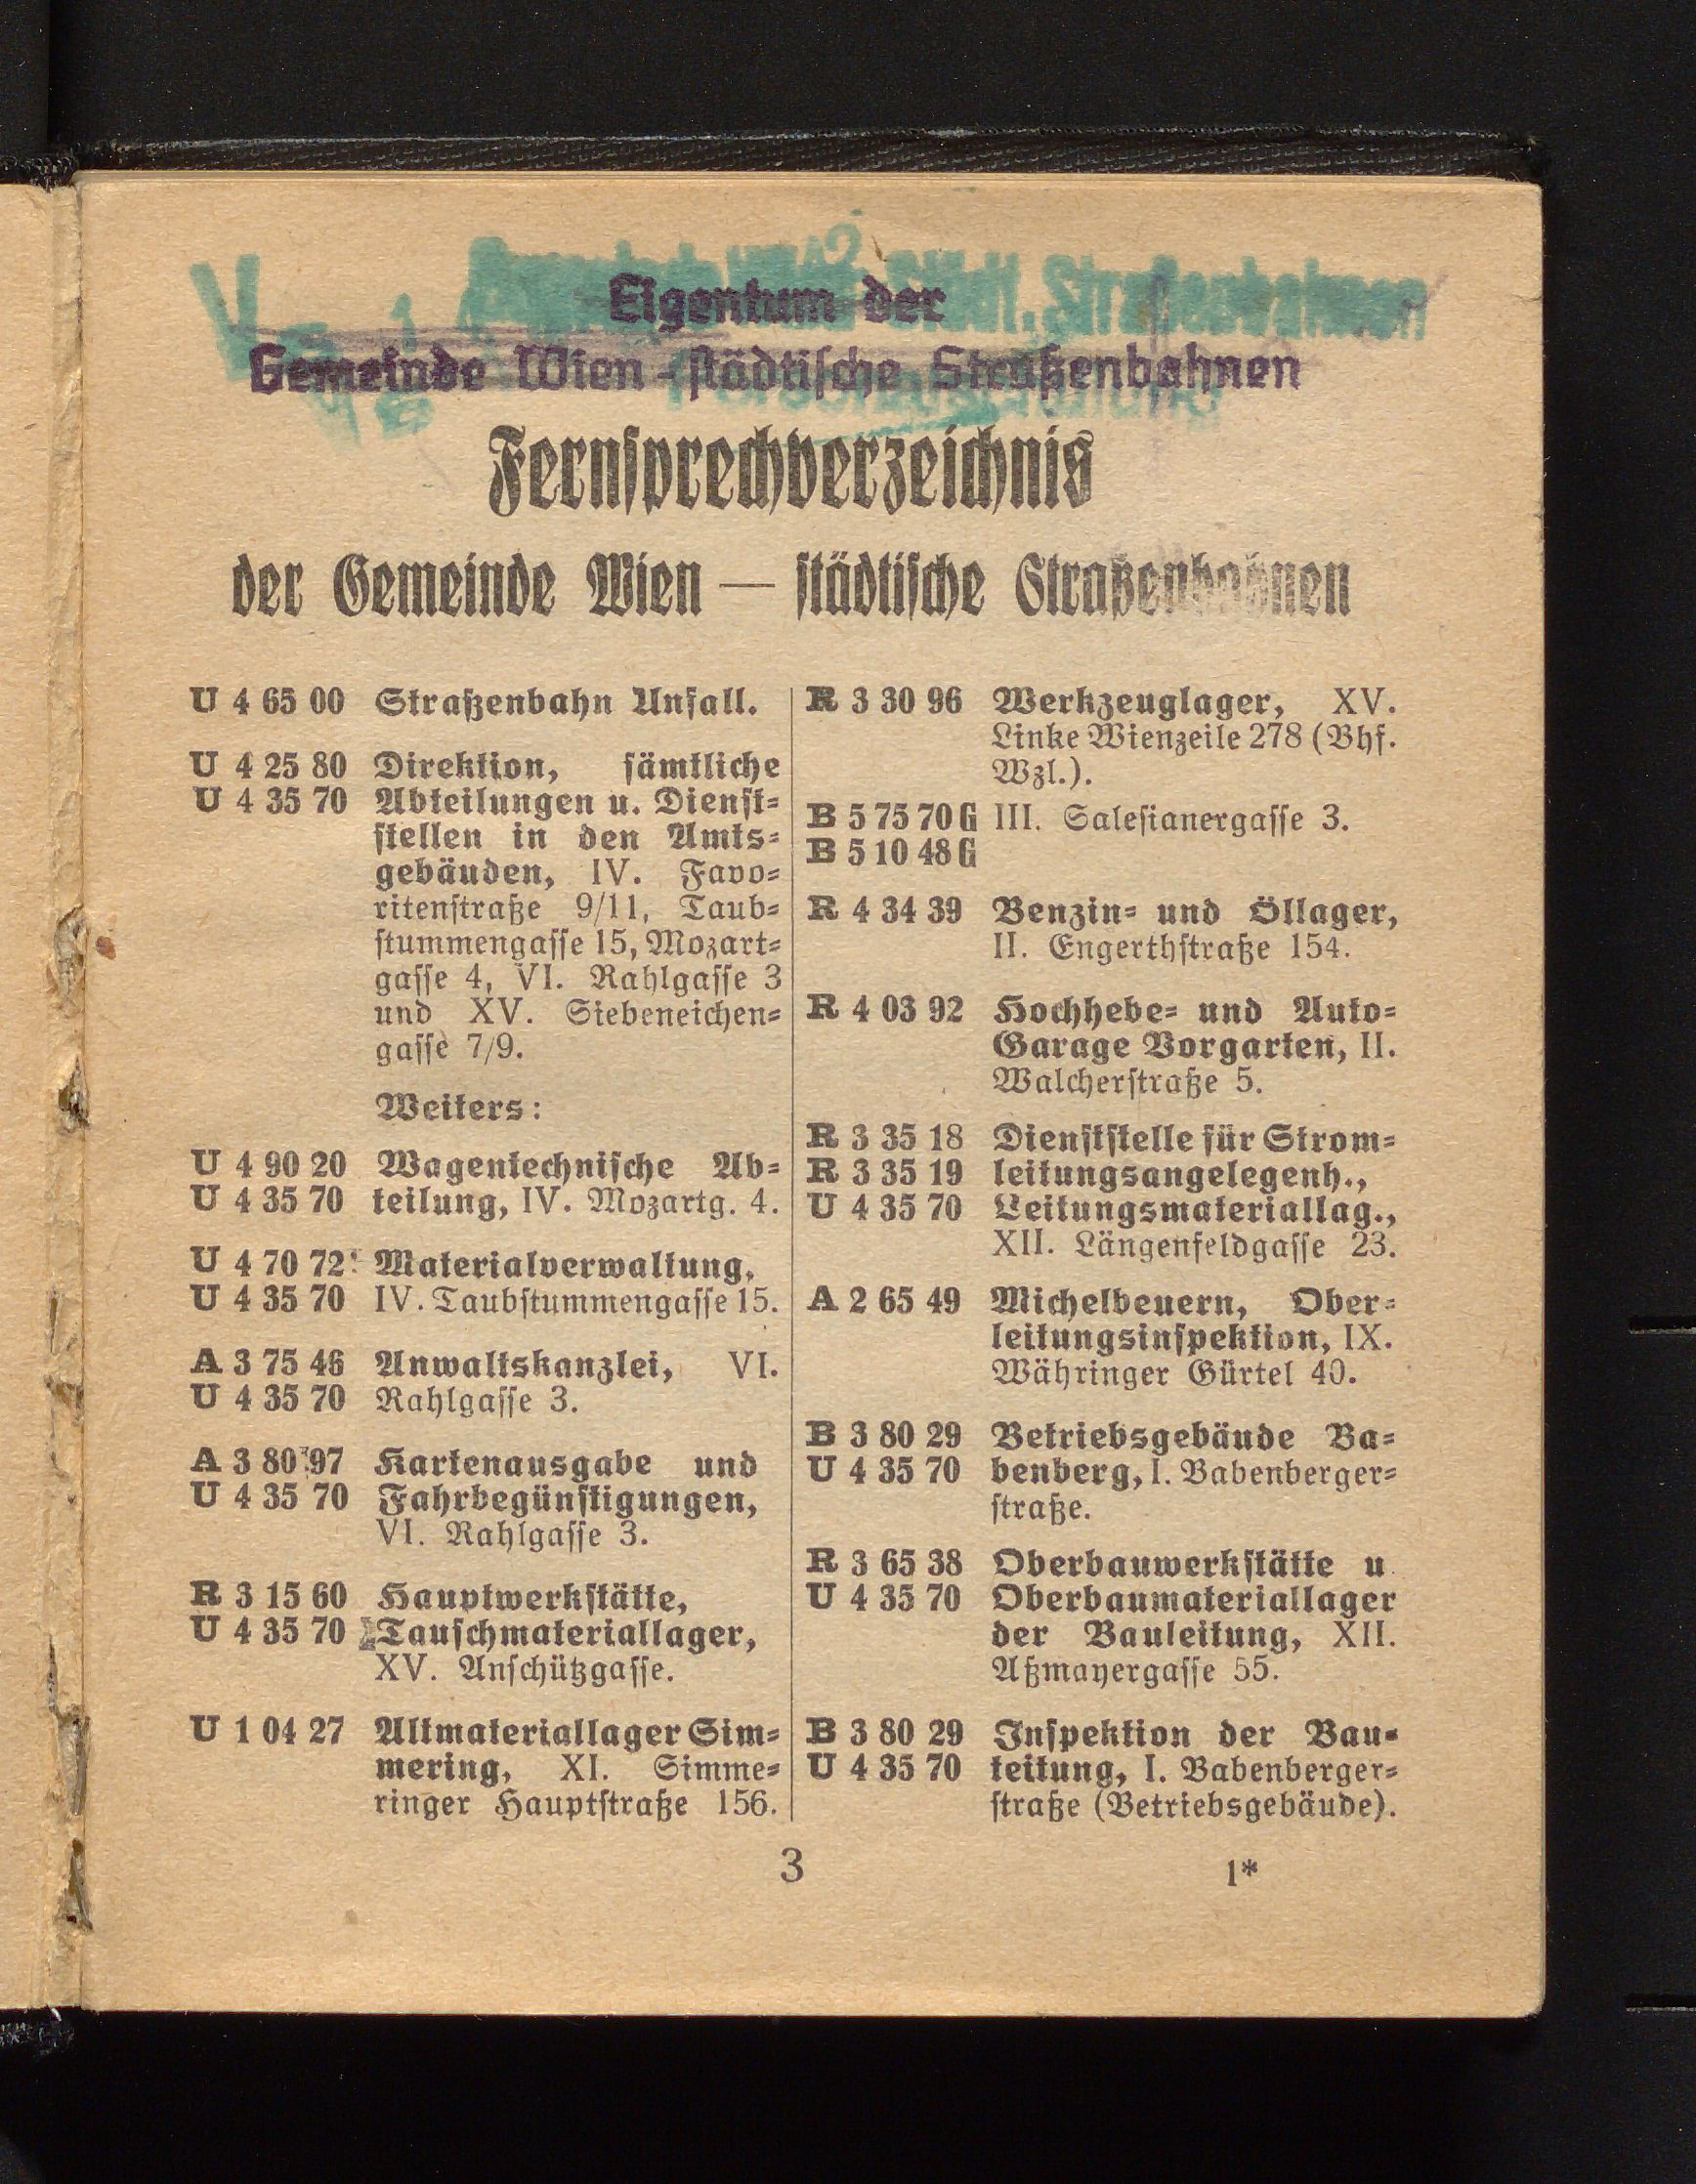 Gemeinde Wien städt. Straßenbahnen
Eigentum der
Gemeinde Wien - städtische Straßenbahnen
Fernsprechverzeichnis
der Gemeinde Wien — städtische Straßenbahnen
U 4 65 00 Straßenbahn Unfall.
U 4 25 80 Direktion, sämtliche
U 4 35 70 Abteilungen u. Dienst-
stellen in den Amts-
gebäuden, IV. Favo-
ritenstraße 9/11, Taub-
stummengasse 15, Mozart-
gasse 4, VI. Rahlgasse 3
und XV. Siebeneichen-
gasse 7/9.
Weiters:
U 4 90 20 Wagentechnische Ab-
U 4 35 70 teilung, IV. Mozartg. 4.
U 4 70 72 Materialverwaltung,
U 4 35 70 IV. Taubstummengasse 15.
A 3 75 46 Anwaltskanzlei, VI.
U 4 35 70 Rahlgasse 3.
A 3 80 97 Kartenausgabe und
U 4 35 70 Fahrbegünstigungen,
VI. Rahlgasse 3.
R 3 15 60 Hauptwerkstätte,
U 4 35 70 Tauschmateriallager,
XV. Anschützgasse.
U 1 04 27 Altmateriallager Sim-
mering, XI. Simme-
ringer Hauptstraße 156.
R 3 30 96 Werkzeuglager, XV.
Linke Wienzeile 278 (Bhf.
Wzl.).
B 5 75 70 G III. Salesianergasse 3.
B 5 10 48 G
R 4 34 39 Benzin- und Öllager,
II. Engerthstraße 154.
R 4 03 92 Hochhebe- und Auto-
Garage Vorgarten, II.
Walcherstraße 5.
R 3 35 18 Dienststelle für Strom-
R 3 35 19 leitungsangelegenh.,
U 4 35 70 Leitungsmateriallag.,
XII. Längenfeldgasse 23.
A 2 65 49 Michelbeuern, Ober-
leitungsinspektion, IX.
Währinger Gürtel 40.
B 3 80 29 Betriebsgebäude Ba-
U 4 35 70 benberg, I. Babenberger-
straße.
R 3 65 38 Oberbauwerkstätte u.
U 4 35 70 Oberbaumateriallager
der Bauleitung, XII.
Aßmayergasse 55.
B 3 80 29 Inspektion der Bau-
U 4 35 70 leitung, I. Babenberger-
straße (Betriebsgebäude).
3
1*